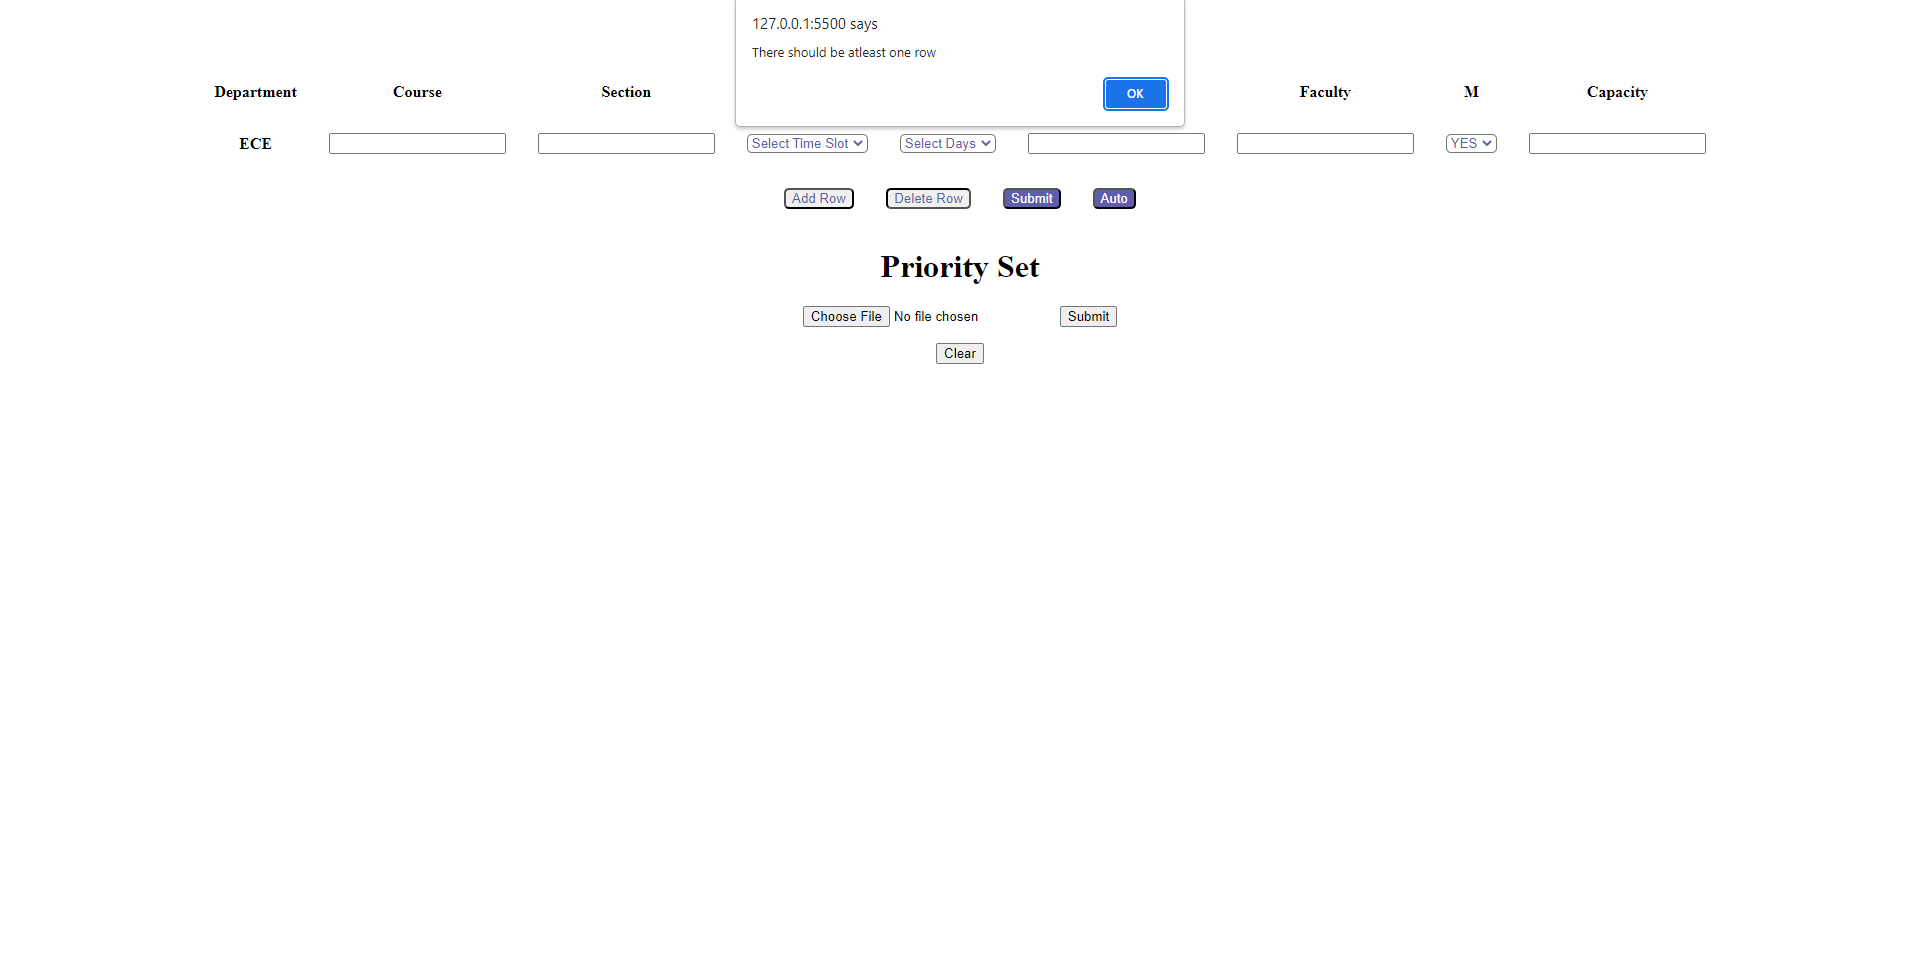 127.0.0.1:5500 says
There should be atleast one row
OK
Department Course Section Faculty M Capacity
ECE Select Time Slot Select Days YES
Add Row Delete Row Submit Auto
Priority Set
Choose File No file chosen Submit
Clear